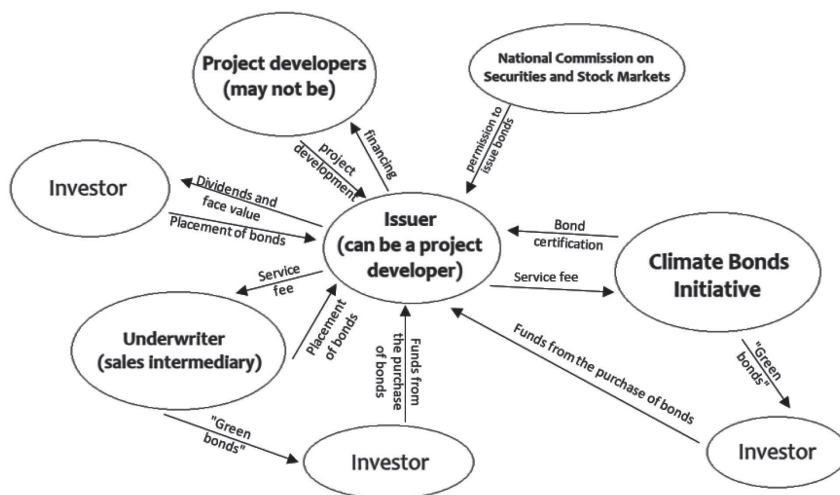 Project developers
(may not be)
National Commission on
Securities and Stock Markets
permission to
issue bonds
financing
project
development
Investor
Dividends and
face value
Placement of bonds
Issuer
(can be a project
developer)
Bond
certification
Climate Bonds
Initiative
Service fee
Service
fee
Underwriter
(sales intermediary)
Placement
of bonds
Funds from
the purchase
of bonds
Funds from the purchase of bonds
"Green
bonds"
"Green
bonds"
Investor
Investor